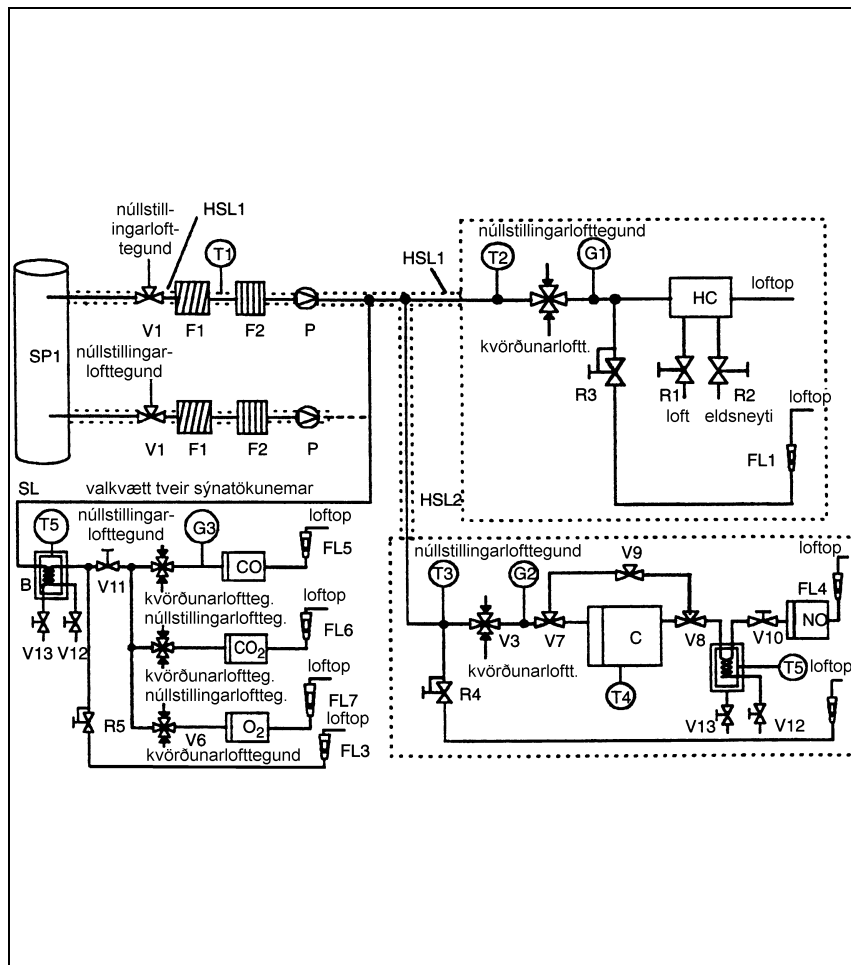 núllstill-
ingarloft-
tegund
HSL1
T1
SP1
V1
F1
F2
P
núllstillingar-
lofttegund
V1
F1
F2
P
HSL1
núllstillingarlofttegund
T2
G1
HC
loftop
kvörðunarloftt.
R3
R1
R2
loft
eldsneyti
loftop
FL1
SL
valkvætt tveir sýnatökunemar
HSL2
T5
núllstillingar-
lofttegund
G3
loftop
FL5
CO
B
V11
V13
V12
kvörðunarloftteg.
núllstillingarloftteg.
loftop
FL6
CO2
kvörðunarloftteg.
núllstillingarloftteg.
loftop
FL7
O2
R5
V6
kvörðunarlofttegund
loftop
FL3
núllstillingarlofttegund
T3
G2
V9
loftop
FL4
V3
V7
C
V8
V10
NO
kvörðunarloftt.
T4
R4
T5
loftop
V13
V12